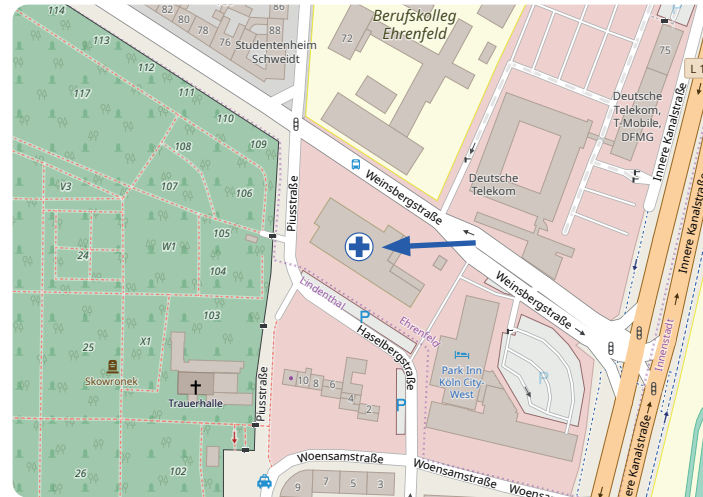 114
113
112
117
111
110
109
108
107
106
105
V3
24
W1
104
103
X1
25
Skowronek
Trauerhalle
26
102
82
80
78
76
86
88
Studentenheim
Schweidt
72
Berufskolleg
Ehrenfeld
75
L 1
P
Deutsche
Telekom,
T-Mobile,
DFMG
Deutsche
Telekom
Innere Kanalstraße
Innere Kanalstraße
ere Kanalstraße
Innenstadt
Weinsbergstraße
Weinsbergstraße
Piusstraße
Piusstraße
Lindenthal
Ehrenfeld
P
Haselbergstraße
Park Inn
Köln City-
West
P
P
10
8
6
4
2
Woensamstraße
Woensamstraße
Woens
9
7
5
3